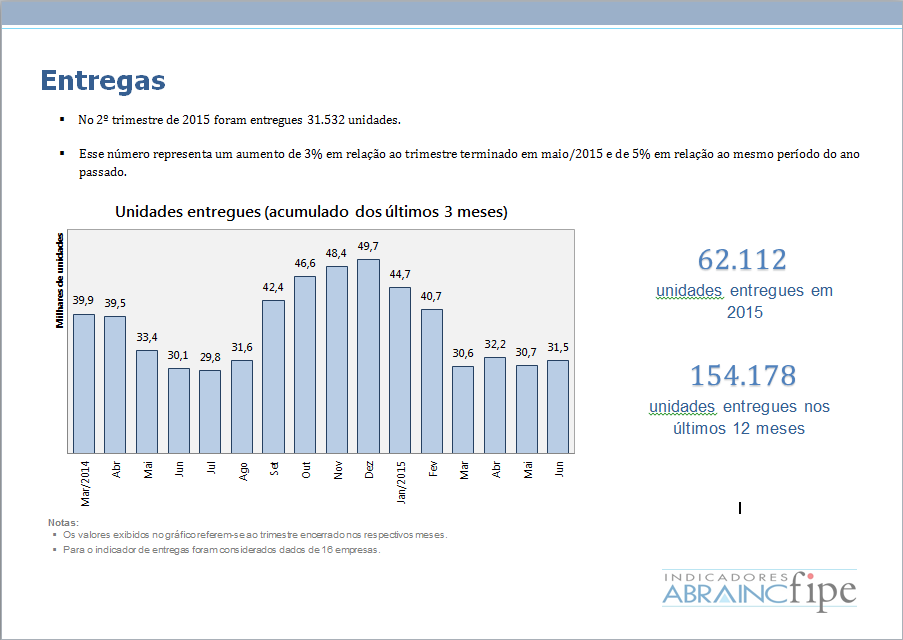 Entregas
▪ No 2º trimestre de 2015 foram entregues 31.532 unidades.
▪ Esse número representa um aumento de 3% em relação ao trimestre terminado em maio/2015 e de 5% em relação ao mesmo período do ano
passado.
Unidades entregues (acumulado dos últimos 3 meses)
Milhares de unidades
39,9 39,5 33,4 30,1 29,8 31,6 42,4 46,6 48,4 49,7 44,7 40,7 30,6 32,2 30,7 31,5
Mar/2014 Abr Mai Jun Jul Ago Set Out Nov Dez Jan/2015 Fev Mar Abr Mai Jun
62.112
unidades entregues em
2015
154.178
unidades entregues nos
últimos 12 meses
Notas:
▪ Os valores exibidos no gráfico referem-se ao trimestre encerrado nos respectivos meses.
▪ Para o indicador de entregas foram considerados dados de 16 empresas.
INDICADORES
ABRAINCfipe